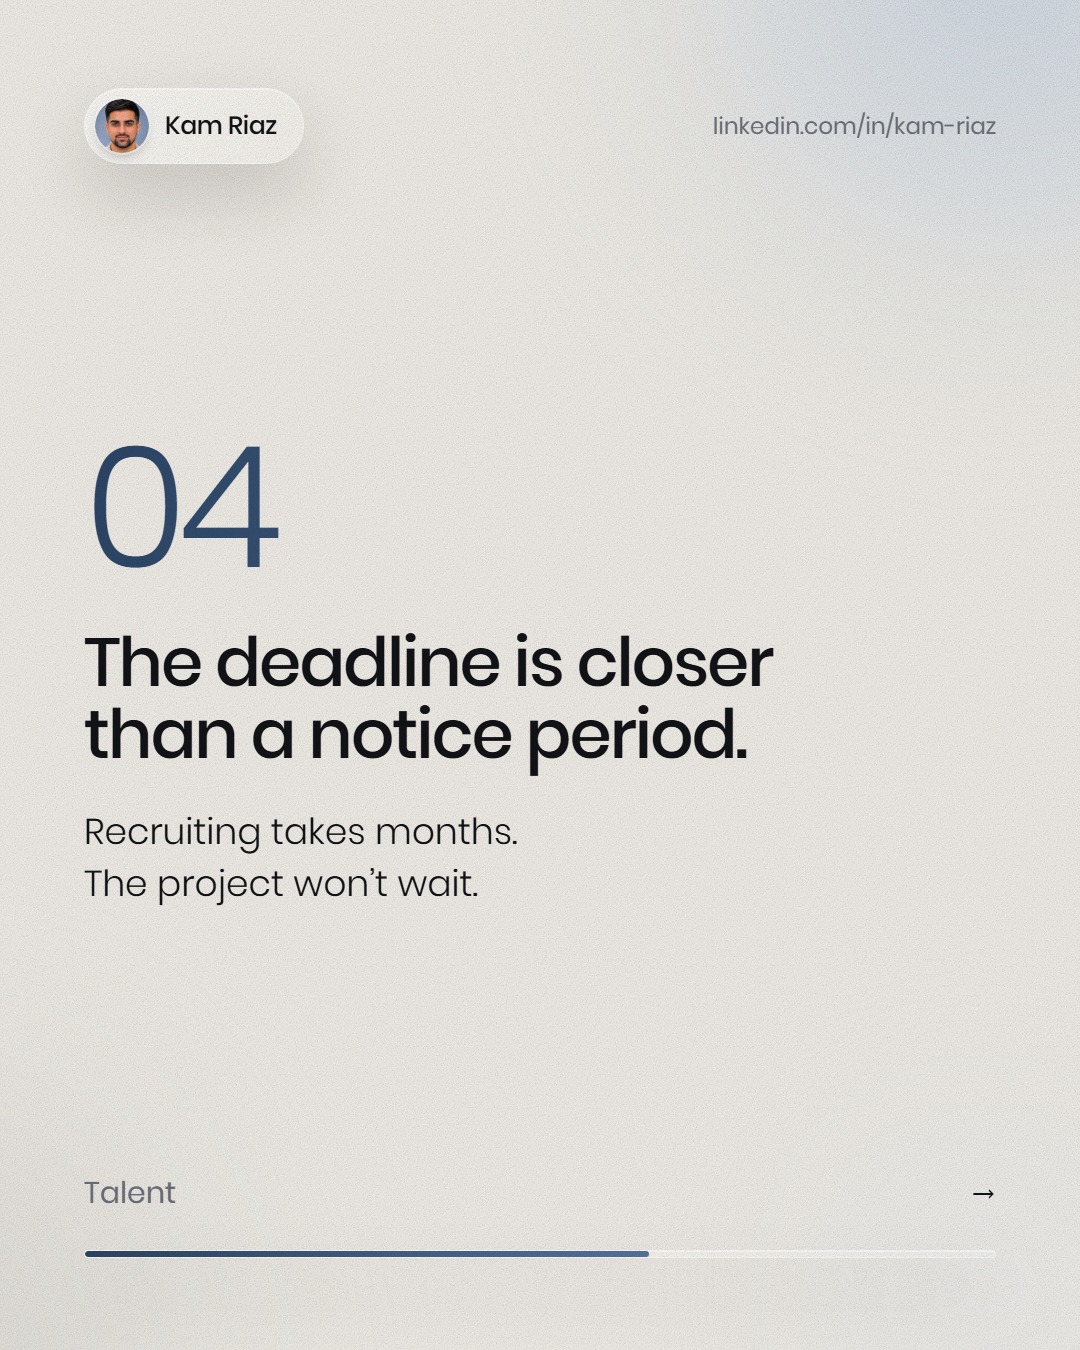 Kam Riaz
linkedin.com/in/kam-riaz
04
The deadline is closer
than a notice period.
Recruiting takes months.
The project won’t wait.
Talent
→